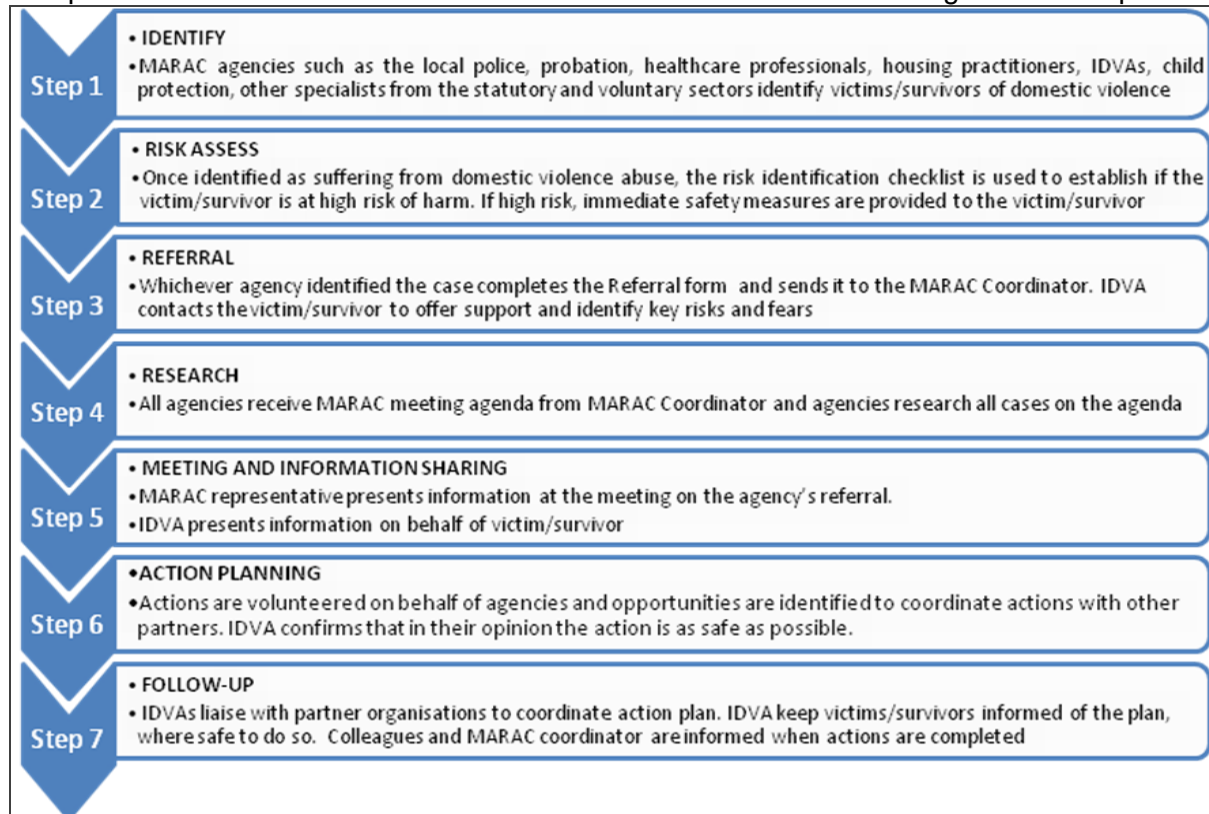 Step 1
• IDENTIFY
• MARAC agencies such as the local police, probation, healthcare professionals, housing practitioners, IDVAs, child
protection, other specialists from the statutory and voluntary sectors identify victims/survivors of domestic violence
Step 2
• RISK ASSESS
• Once identified as suffering from domestic violence abuse, the risk identification checklist is used to establish if the
victim/survivor is at high risk of harm. If high risk, immediate safety measures are provided to the victim/survivor
Step 3
• REFERRAL
• Whichever agency identified the case completes the Referral form and sends it to the MARAC Coordinator. IDVA
contacts the victim/survivor to offer support and identify key risks and fears
Step 4
• RESEARCH
• All agencies receive MARAC meeting agenda from MARAC Coordinator and agencies research all cases on the agenda
Step 5
• MEETING AND INFORMATION SHARING
• MARAC representative presents information at the meeting on the agency's referral.
• IDVA presents information on behalf of victim/survivor
Step 6
• ACTION PLANNING
• Actions are volunteered on behalf of agencies and opportunities are identified to coordinate actions with other
partners. IDVA confirms that in their opinion the action is as safe as possible.
Step 7
• FOLLOW-UP
• IDVAs liaise with partner organisations to coordinate action plan. IDVA keep victims/survivors informed of the plan,
where safe to do so. Colleagues and MARAC coordinator are informed when actions are completed